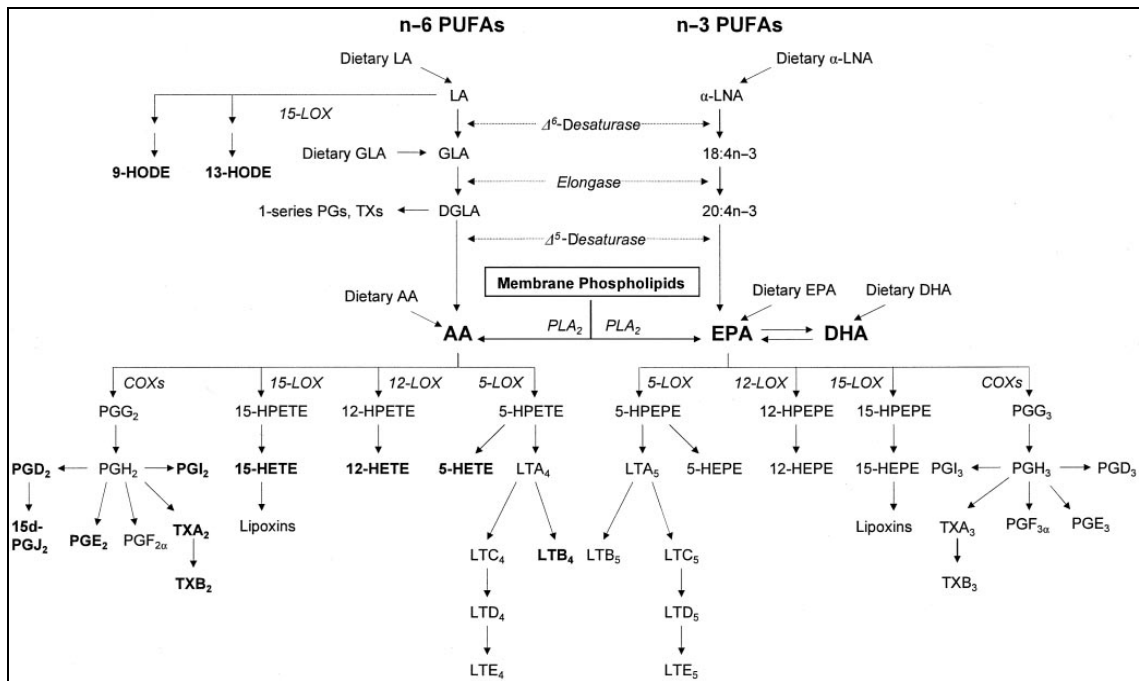 n–6 PUFAs n–3 PUFAs
Dietary LA Dietary α-LNA
LA α-LNA
15-LOX
Δ⁶-Desaturase
Dietary GLA GLA 18:4n–3
9-HODE 13-HODE
Elongase
1-series PGs, TXs DGLA 20:4n–3
Δ⁵-Desaturase
Membrane Phospholipids
Dietary AA Dietary EPA Dietary DHA
PLA₂ PLA₂
AA EPA DHA
COXs 15-LOX 12-LOX 5-LOX 5-LOX 12-LOX 15-LOX COXs
PGG₂ 15-HPETE 12-HPETE 5-HPETE 5-HPEPE 12-HPEPE 15-HPEPE PGG₃
PGD₂ PGH₂ PGI₂ 15-HETE 12-HETE 5-HETE LTA₄ LTA₅ 5-HEPE 12-HEPE 15-HEPE PGI₃ PGH₃ PGD₃
15d-
PGJ₂ PGE₂ PGF₂α TXA₂ Lipoxins Lipoxins TXA₃ PGF₃α PGE₃
LTC₄ LTB₄ LTB₅ LTC₅
TXB₂ TXB₃
LTD₄ LTD₅
LTE₄ LTE₅